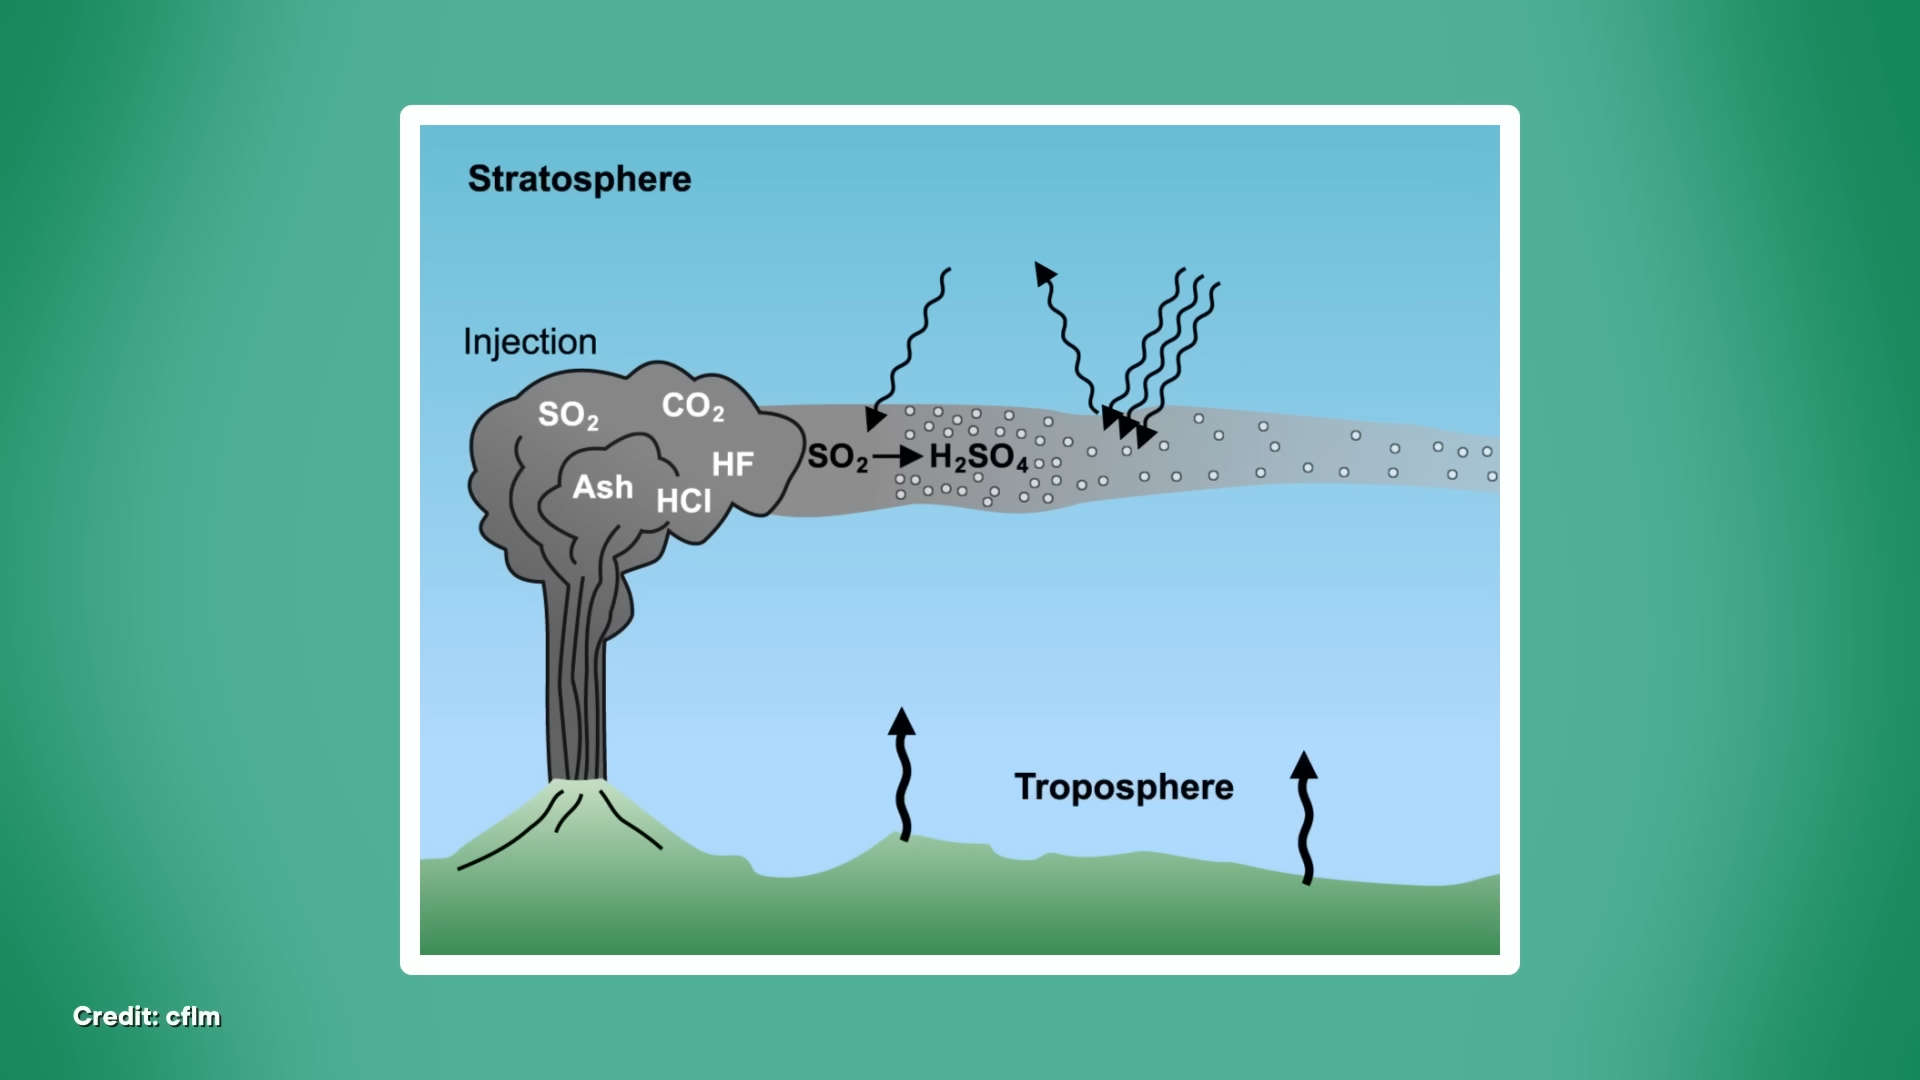 Stratosphere
Injection
SO₂
CO₂
HF
Ash
HCl
SO₂
H₂SO₄
Troposphere
Credit: cflm